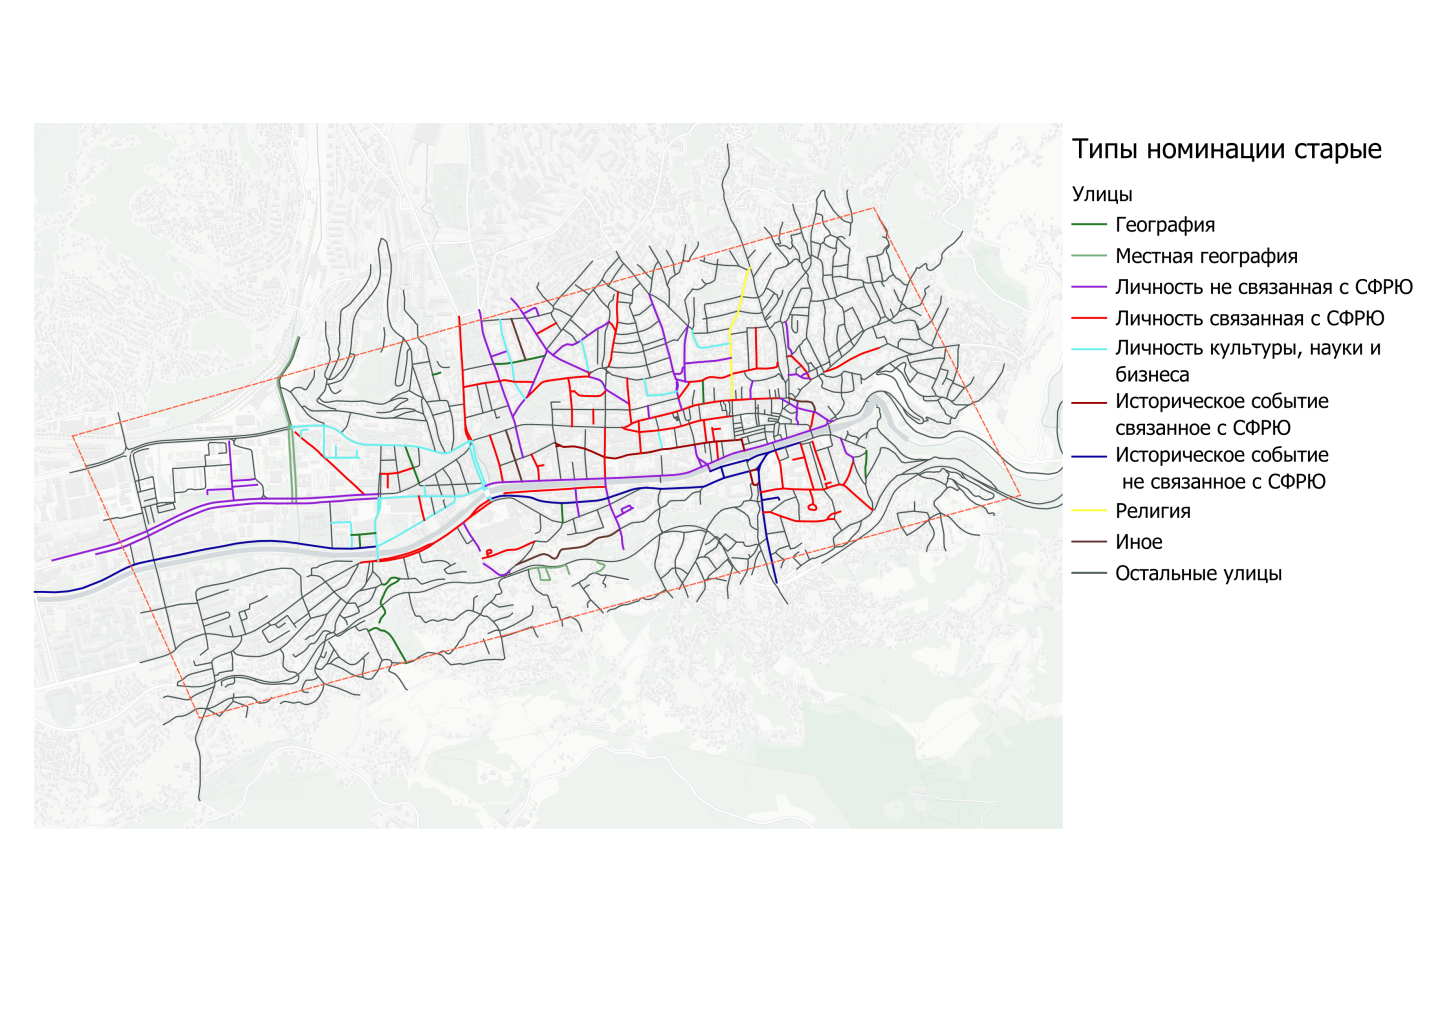 Типы номинации старые
Улицы
География
Местная география
Личность не связанная с СФРЮ
Личность связанная с СФРЮ
Личность культуры, науки и
бизнеса
Историческое событие
связанное с СФРЮ
Историческое событие
не связанное с СФРЮ
Религия
Иное
Остальные улицы